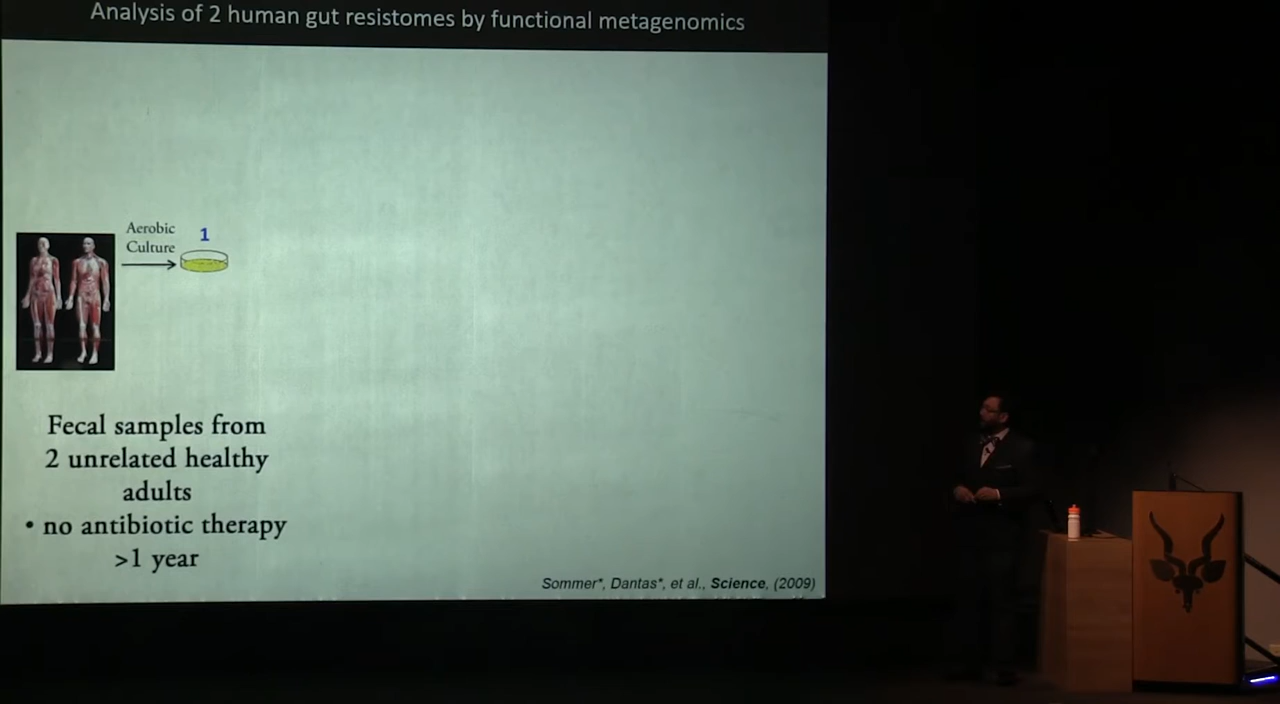 Analysis of 2 human gut resistomes by functional metagenomics
Aerobic
Culture
1
Fecal samples from
2 unrelated healthy
adults
• no antibiotic therapy
>1 year
Sommer*, Dantas*, et al., Science, (2009)